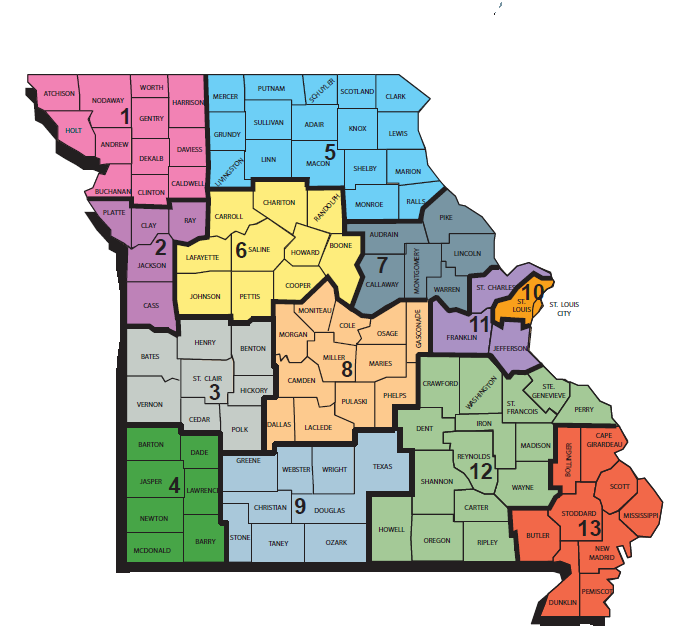 ATCHISON
NODAWAY
WORTH
HARRISON
GENTRY
HOLT
ANDREW
DEKALB
DAVIESS
BUCHANAN
CLINTON
CALDWELL
1
MERCER
PUTNAM
SCHUYLER
SCOTLAND
CLARK
GRUNDY
SULLIVAN
ADAIR
KNOX
LEWIS
LIVINGSTON
LINN
MACON
SHELBY
MARION
MONROE
RALLS
5
PLATTE
CLAY
RAY
JACKSON
CASS
2
CARROLL
CHARITON
RANDOLPH
LAFAYETTE
SALINE
HOWARD
BOONE
JOHNSON
PETTIS
COOPER
6
AUDRAIN
PIKE
CALLAWAY
MONTGOMERY
LINCOLN
WARREN
7
ST. CHARLES
ST.
LOUIS
10
ST. LOUIS
CITY
FRANKLIN
11
JEFFERSON
BATES
HENRY
BENTON
ST. CLAIR
HICKORY
VERNON
CEDAR
POLK
3
MONITEAU
COLE
OSAGE
GASCONADE
MORGAN
MILLER
MARIES
CAMDEN
PULASKI
PHELPS
DALLAS
LACLEDE
8
BARTON
DADE
JASPER
LAWRENCE
NEWTON
MCDONALD
BARRY
4
GREENE
WEBSTER
WRIGHT
TEXAS
CHRISTIAN
DOUGLAS
STONE
TANEY
OZARK
9
CRAWFORD
WASHINGTON
ST.
FRANCOIS
STE.
GENEVIEVE
PERRY
DENT
IRON
MADISON
REYNOLDS
SHANNON
WAYNE
CARTER
HOWELL
OREGON
RIPLEY
12
BOLLINGER
CAPE
GIRARDEAU
SCOTT
STODDARD
MISSISSIPPI
BUTLER
13
NEW
MADRID
DUNKLIN
PEMISCOT